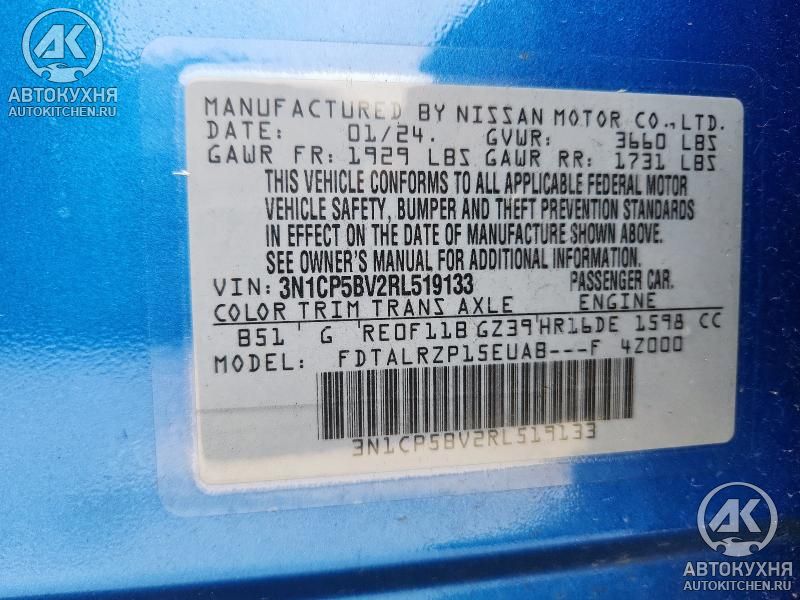 АК
АВТОКУХНЯ
AUTOKITCHEN.RU
MANUFACTURED BY NISSAN MOTOR CO.,LTD.
DATE: 01/24. GVWR: 3660 LBS
GAWR FR: 1929 LBS GAWR RR: 1731 LBS
THIS VEHICLE CONFORMS TO ALL APPLICABLE FEDERAL MOTOR
VEHICLE SAFETY, BUMPER AND THEFT PREVENTION STANDARDS
IN EFFECT ON THE DATE OF MANUFACTURE SHOWN ABOVE.
SEE OWNER'S MANUAL FOR ADDITIONAL INFORMATION.
VIN: 3N1CP5BV2RL519133 PASSENGER CAR.
COLOR TRIM TRANS AXLE ENGINE
B51 G RE0F11B GZ39 HR16DE 1598 CC
MODEL: FDTALRZP15EUAB---F 4Z000
3N1CP5BV2RL519133
АК
АВТОКУХНЯ
AUTOKITCHEN.RU